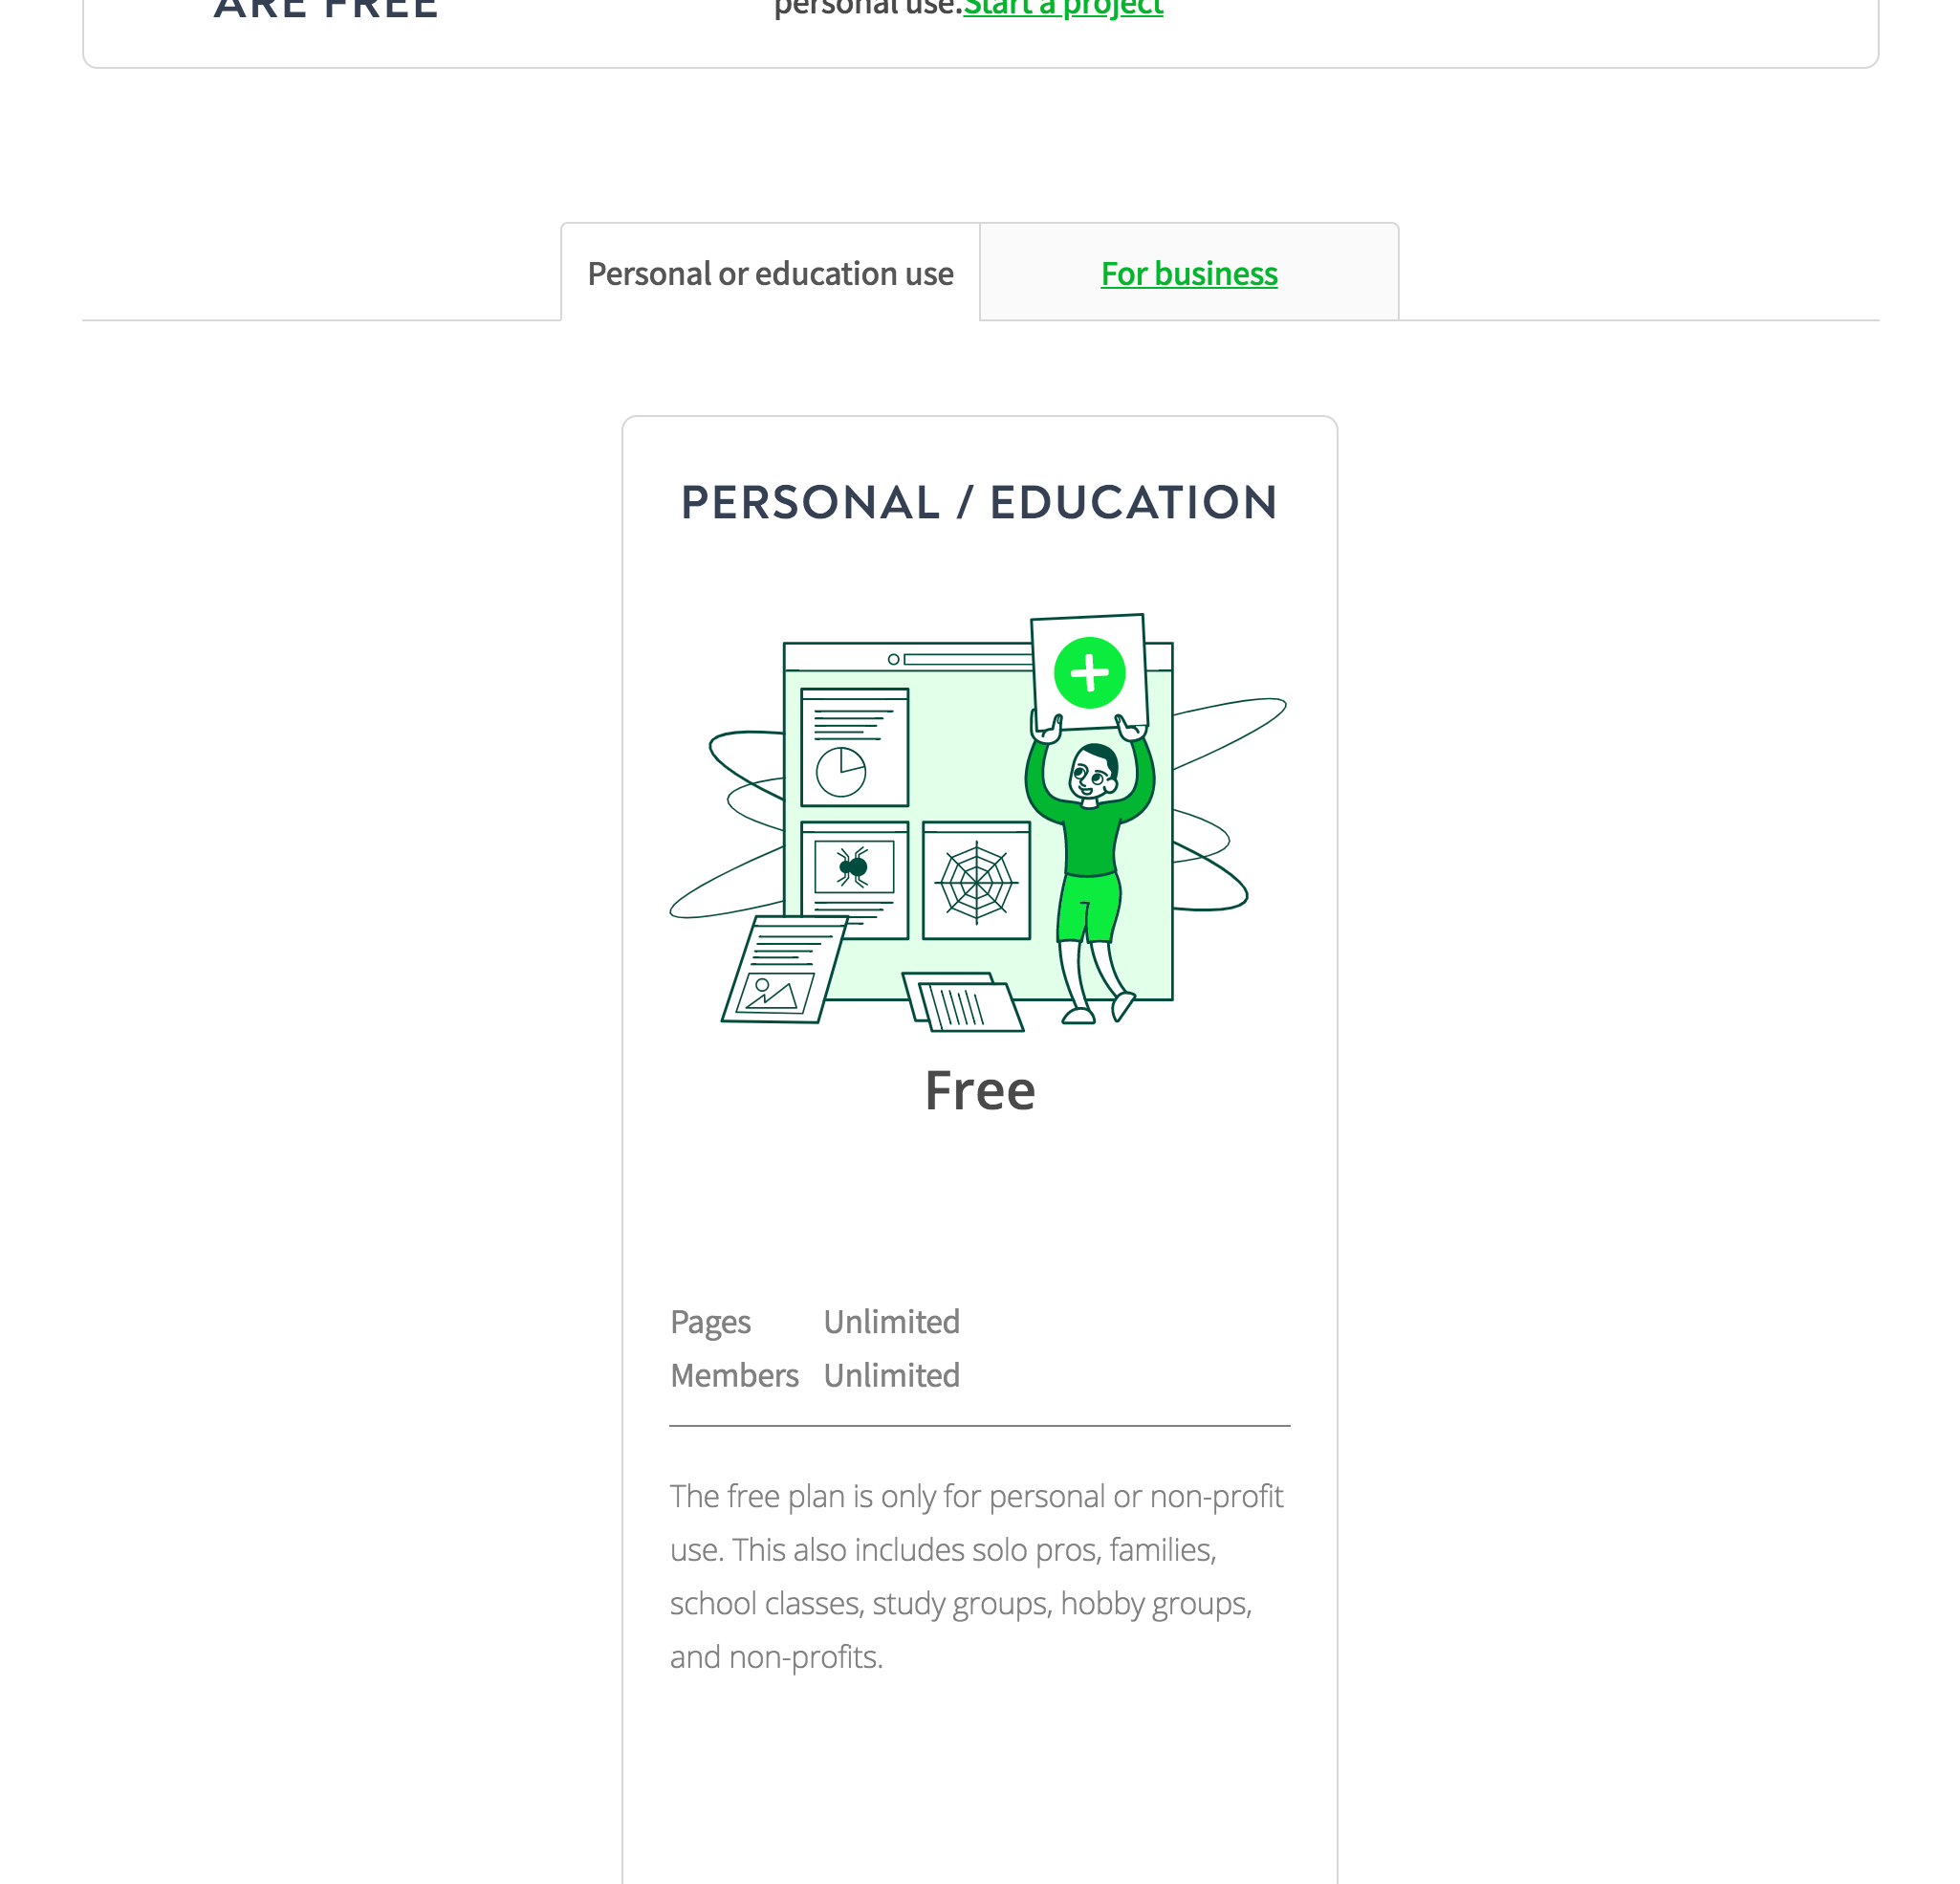 ARE FREE
personal use.Start a project
Personal or education use
For business
PERSONAL / EDUCATION
Free
Pages Unlimited
Members Unlimited
The free plan is only for personal or non-profit
use. This also includes solo pros, families,
school classes, study groups, hobby groups,
and non-profits.